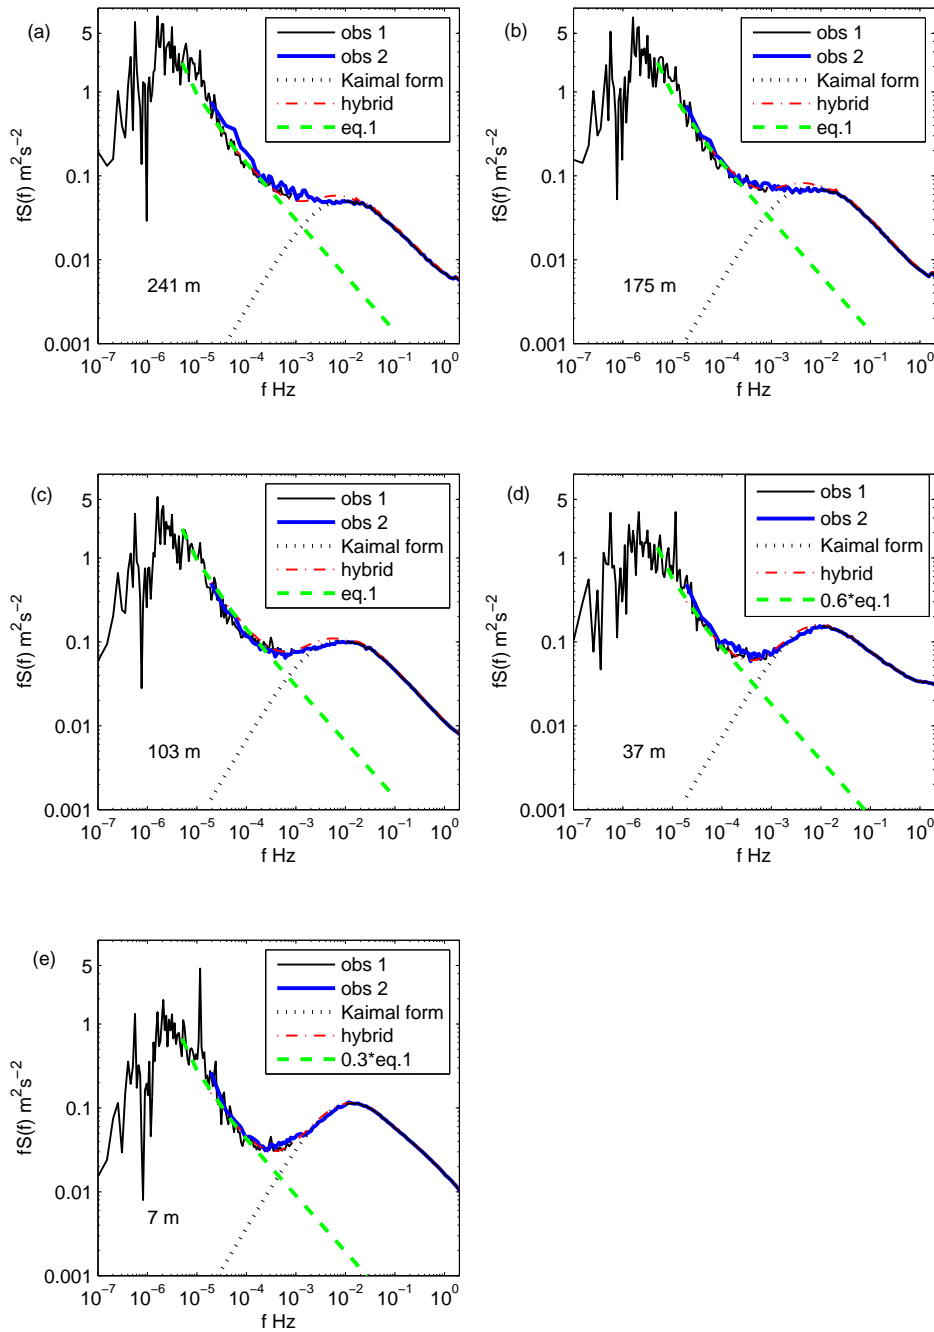 (a)
fS(f) m²s⁻²
5
1
0.1
0.01
0.001
obs 1
obs 2
Kaimal form
hybrid
eq.1
241 m
10⁻⁷ 10⁻⁶ 10⁻⁵ 10⁻⁴ 10⁻³ 10⁻² 10⁻¹ 10⁰
f Hz
(b)
fS(f) m²s⁻²
5
1
0.1
0.01
0.001
obs 1
obs 2
Kaimal form
hybrid
eq.1
175 m
10⁻⁷ 10⁻⁶ 10⁻⁵ 10⁻⁴ 10⁻³ 10⁻² 10⁻¹ 10⁰
f Hz
(c)
fS(f) m²s⁻²
5
1
0.1
0.01
0.001
obs 1
obs 2
Kaimal form
hybrid
eq.1
103 m
10⁻⁷ 10⁻⁶ 10⁻⁵ 10⁻⁴ 10⁻³ 10⁻² 10⁻¹ 10⁰
f Hz
(d)
fS(f) m²s⁻²
5
1
0.1
0.01
0.001
obs 1
obs 2
Kaimal form
hybrid
0.6*eq.1
37 m
10⁻⁷ 10⁻⁶ 10⁻⁵ 10⁻⁴ 10⁻³ 10⁻² 10⁻¹ 10⁰
f Hz
(e)
fS(f) m²s⁻²
5
1
0.1
0.01
0.001
obs 1
obs 2
Kaimal form
hybrid
0.3*eq.1
7 m
10⁻⁷ 10⁻⁶ 10⁻⁵ 10⁻⁴ 10⁻³ 10⁻² 10⁻¹ 10⁰
f Hz